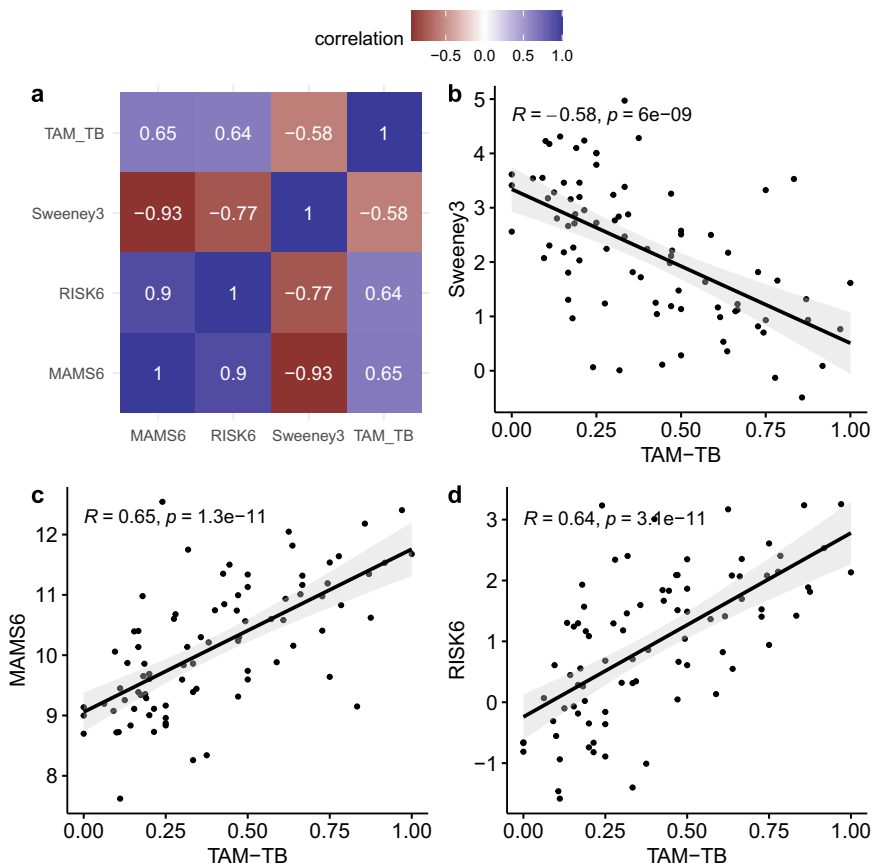 correlation
−0.5 0.0 0.5 1.0
a
TAM_TB 0.65 0.64 −0.58 1
Sweeney3 −0.93 −0.77 1 −0.58
RISK6 0.9 1 −0.77 0.64
MAMS6 1 0.9 −0.93 0.65
MAMS6 RISK6 Sweeney3 TAM_TB
b
R = −0.58, p = 6e−09
Sweeney3
5
4
3
2
1
0
0.00 0.25 0.50 0.75 1.00
TAM−TB
c
R = 0.65, p = 1.3e−11
MAMS6
12
11
10
9
8
0.00 0.25 0.50 0.75 1.00
TAM−TB
d
R = 0.64, p = 3.1e−11
RISK6
3
2
1
0
−1
0.00 0.25 0.50 0.75 1.00
TAM−TB